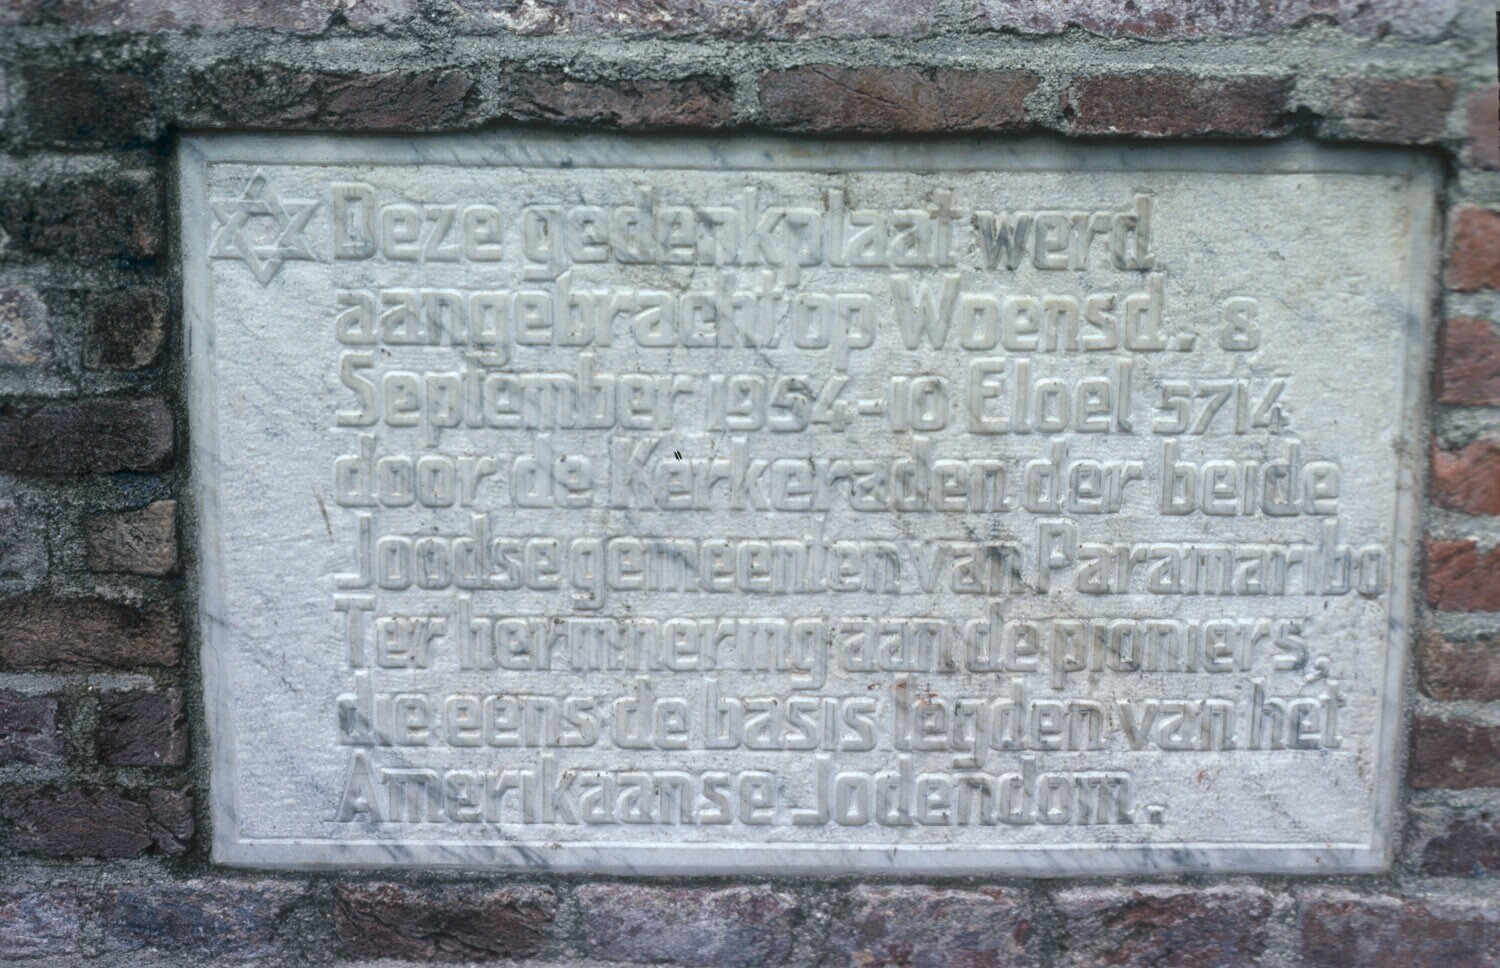 Deze gedenkplaat werd
aangebracht op Woensd. 8
September 1954-10 Eloel 5714
door de Kerkeraden der beide
Joodse gemeenten van Paramaribo
Ter herinnering aan de pioniers,
die eens de basis legden van het
Amerikaanse Jodendom.